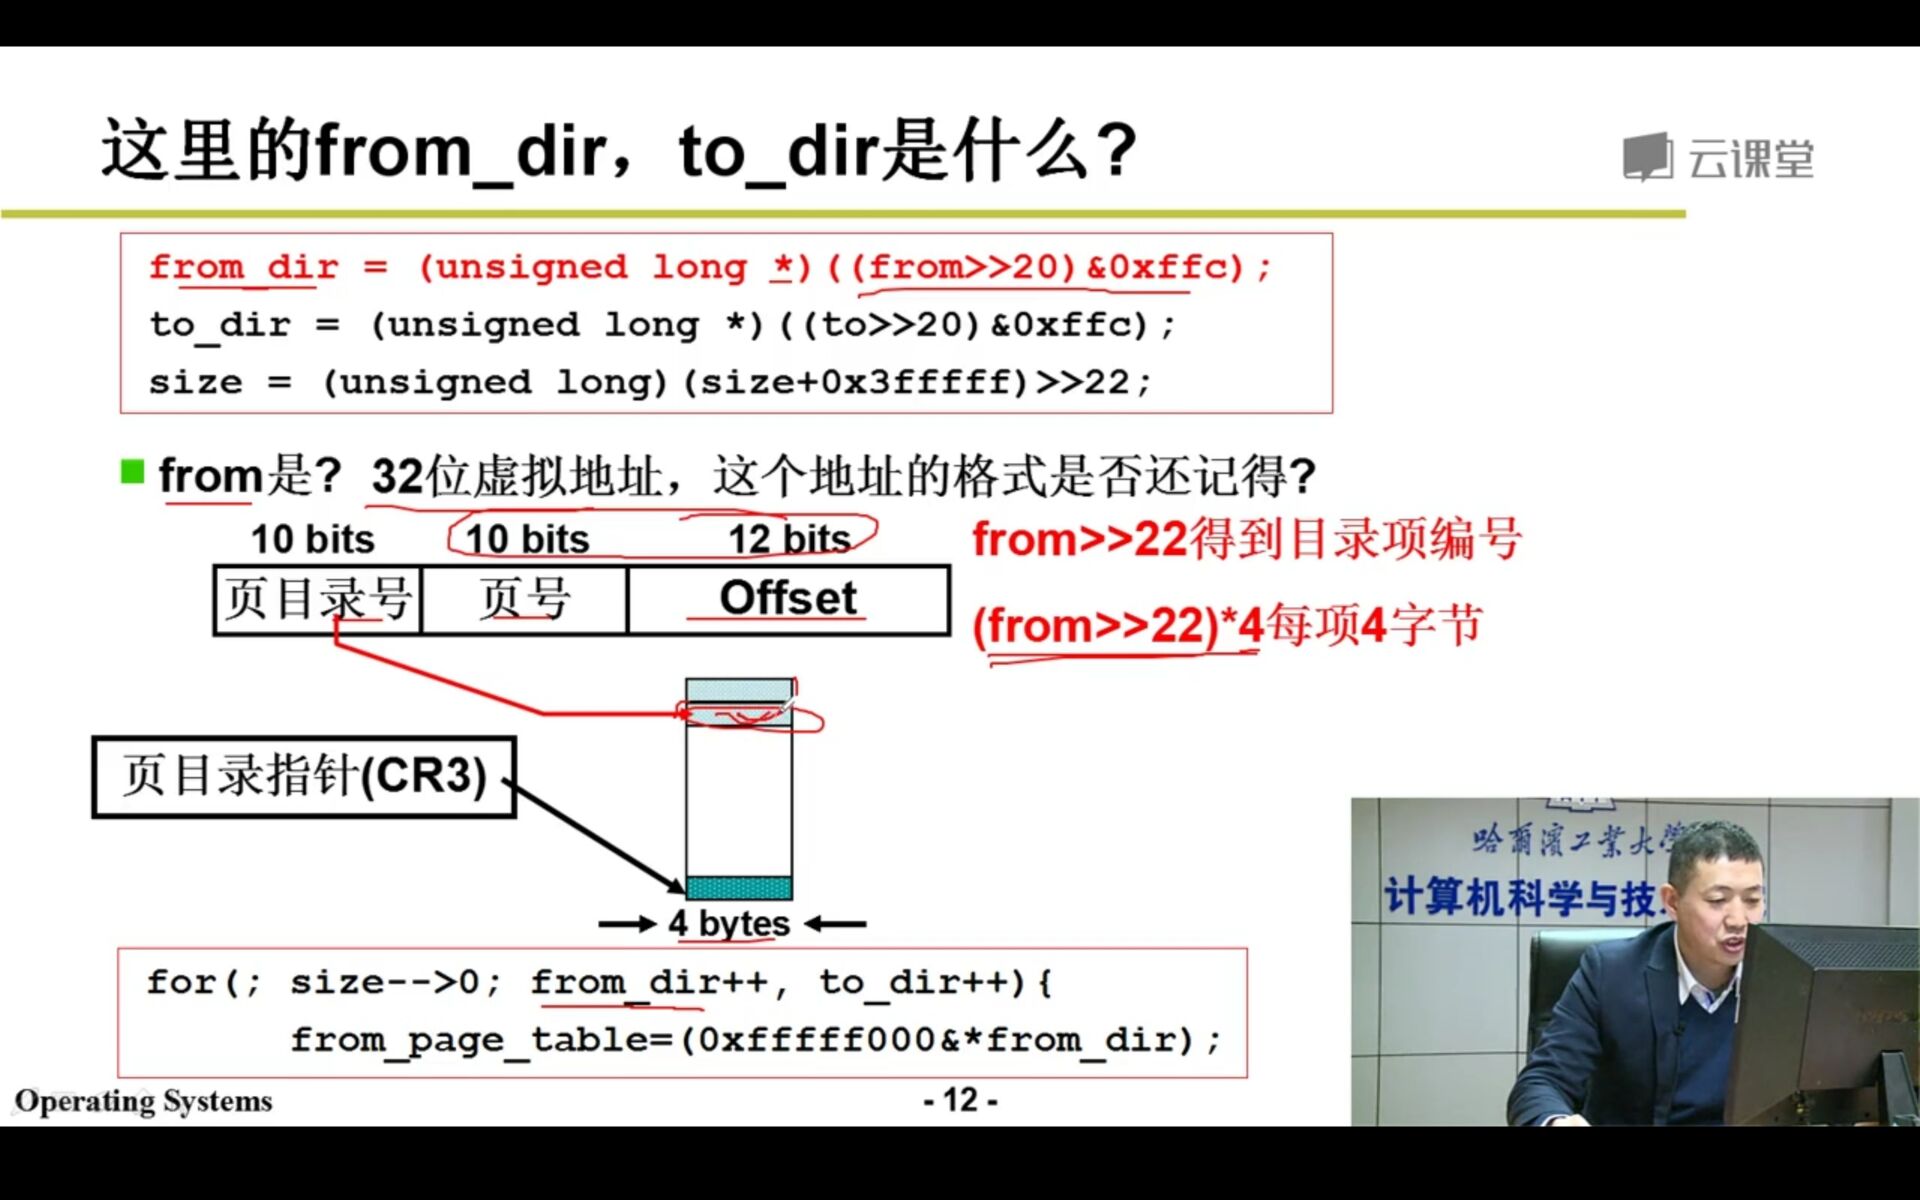 这里的from_dir，to_dir是什么？
云课堂
from_dir = (unsigned long *)((from>>20)&0xffc);
to_dir = (unsigned long *)((to>>20)&0xffc);
size = (unsigned long)(size+0x3fffff)>>22;
from是？ 32位虚拟地址，这个地址的格式是否还记得？
10 bits 10 bits 12 bits
页目录号 页号 Offset
from>>22得到目录项编号
(from>>22)*4每项4字节
页目录指针(CR3)
4 bytes
for(; size-->0; from_dir++, to_dir++){
from_page_table=(0xfffff000&*from_dir);
哈尔滨工业大学
计算机科学与技
Operating Systems
- 12 -